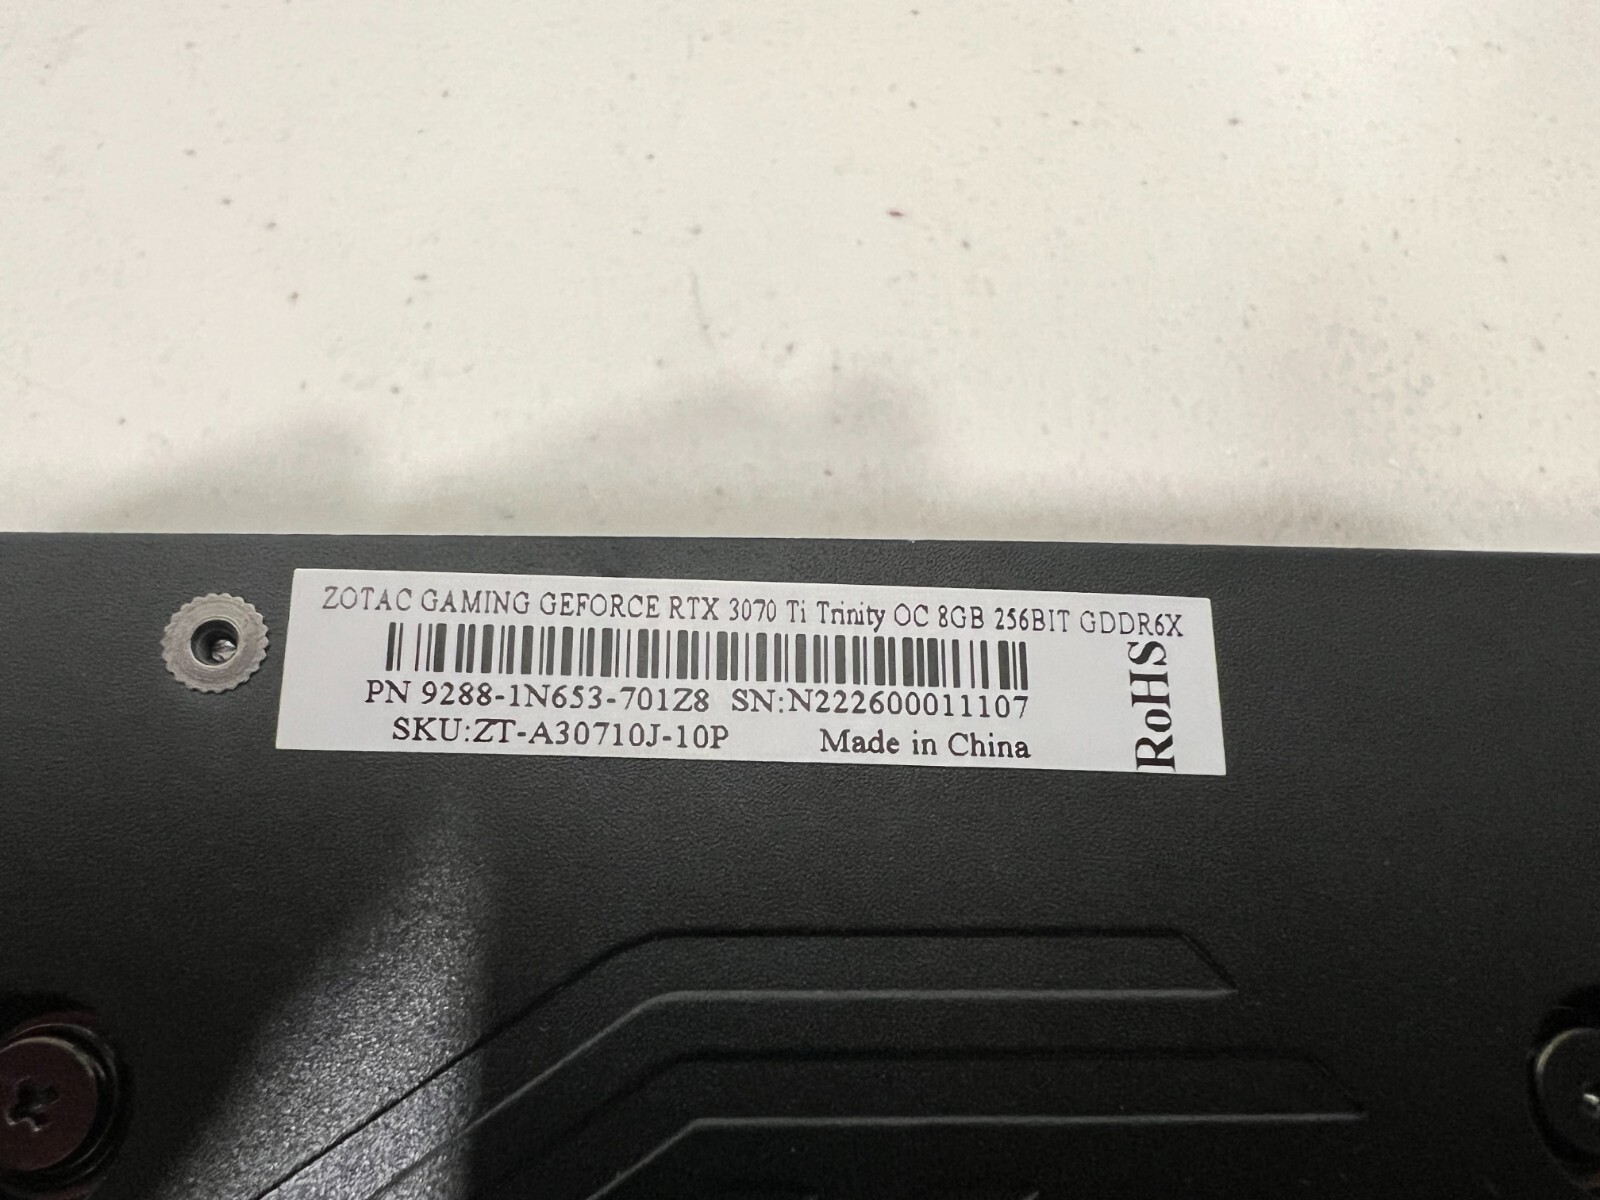 ZOTAC GAMING GEFORCE RTX 3070 Ti Trinity OC 8GB 256BIT GDDR6X
PN 9288-1N653-701Z8 SN:N222600011107
SKU:ZT-A30710J-10P Made in China
RoHS